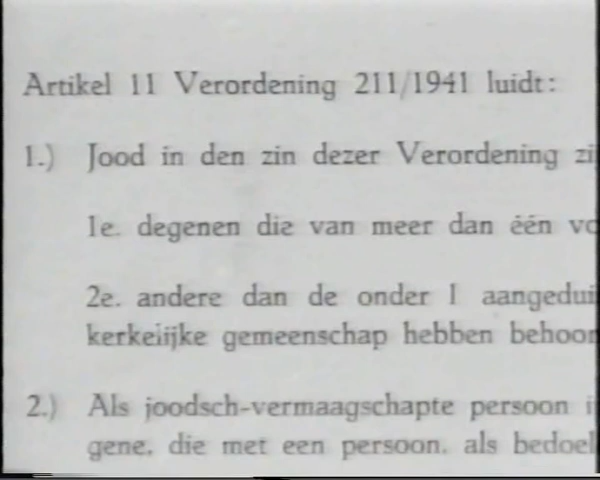 Artikel 11 Verordening 211/1941 luidt:
1.) Jood in den zin dezer Verordening
1e. degenen die van meer dan één
2e. andere dan de onder 1 aangedui
kerkelijke gemeenschap hebben behoor
2.) Als joodsch-vermaagschapte persoon
gene, die met een persoon, als bedoel